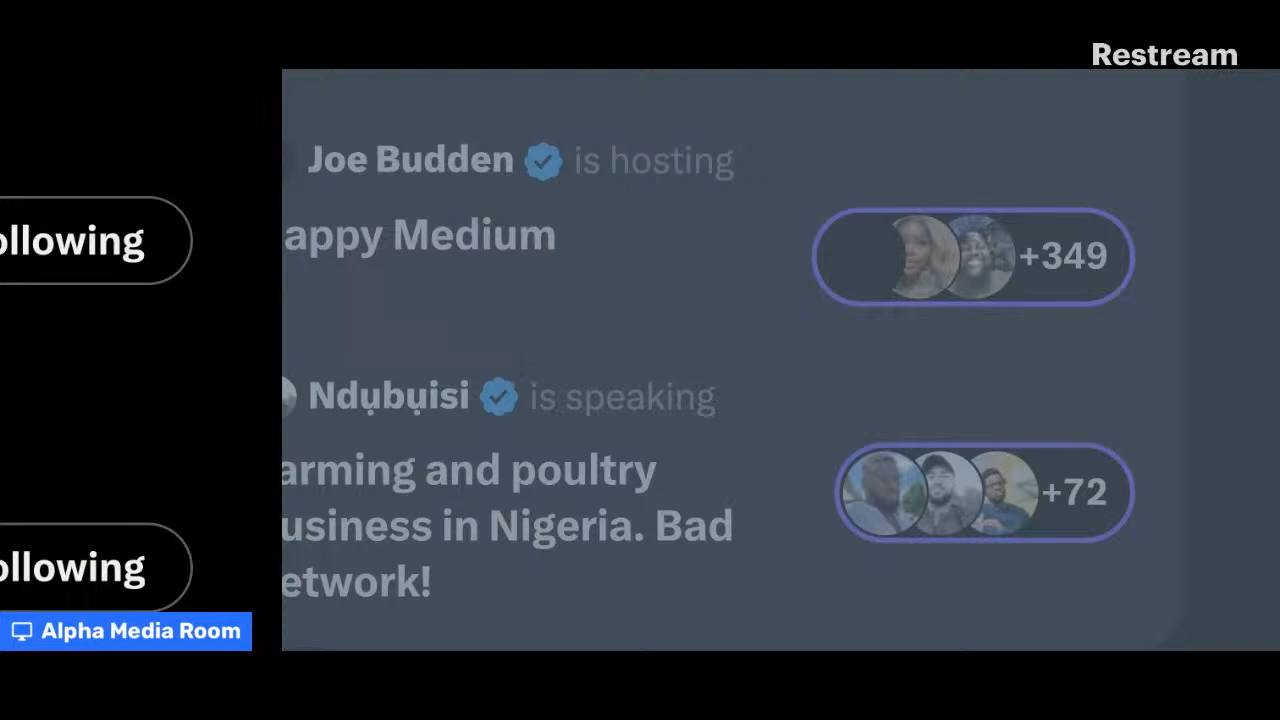 Restream
Joe Budden is hosting
appy Medium
+349
ollowing
Ndụbụisi is speaking
arming and poultry
usiness in Nigeria. Bad
etwork!
+72
ollowing
Alpha Media Room